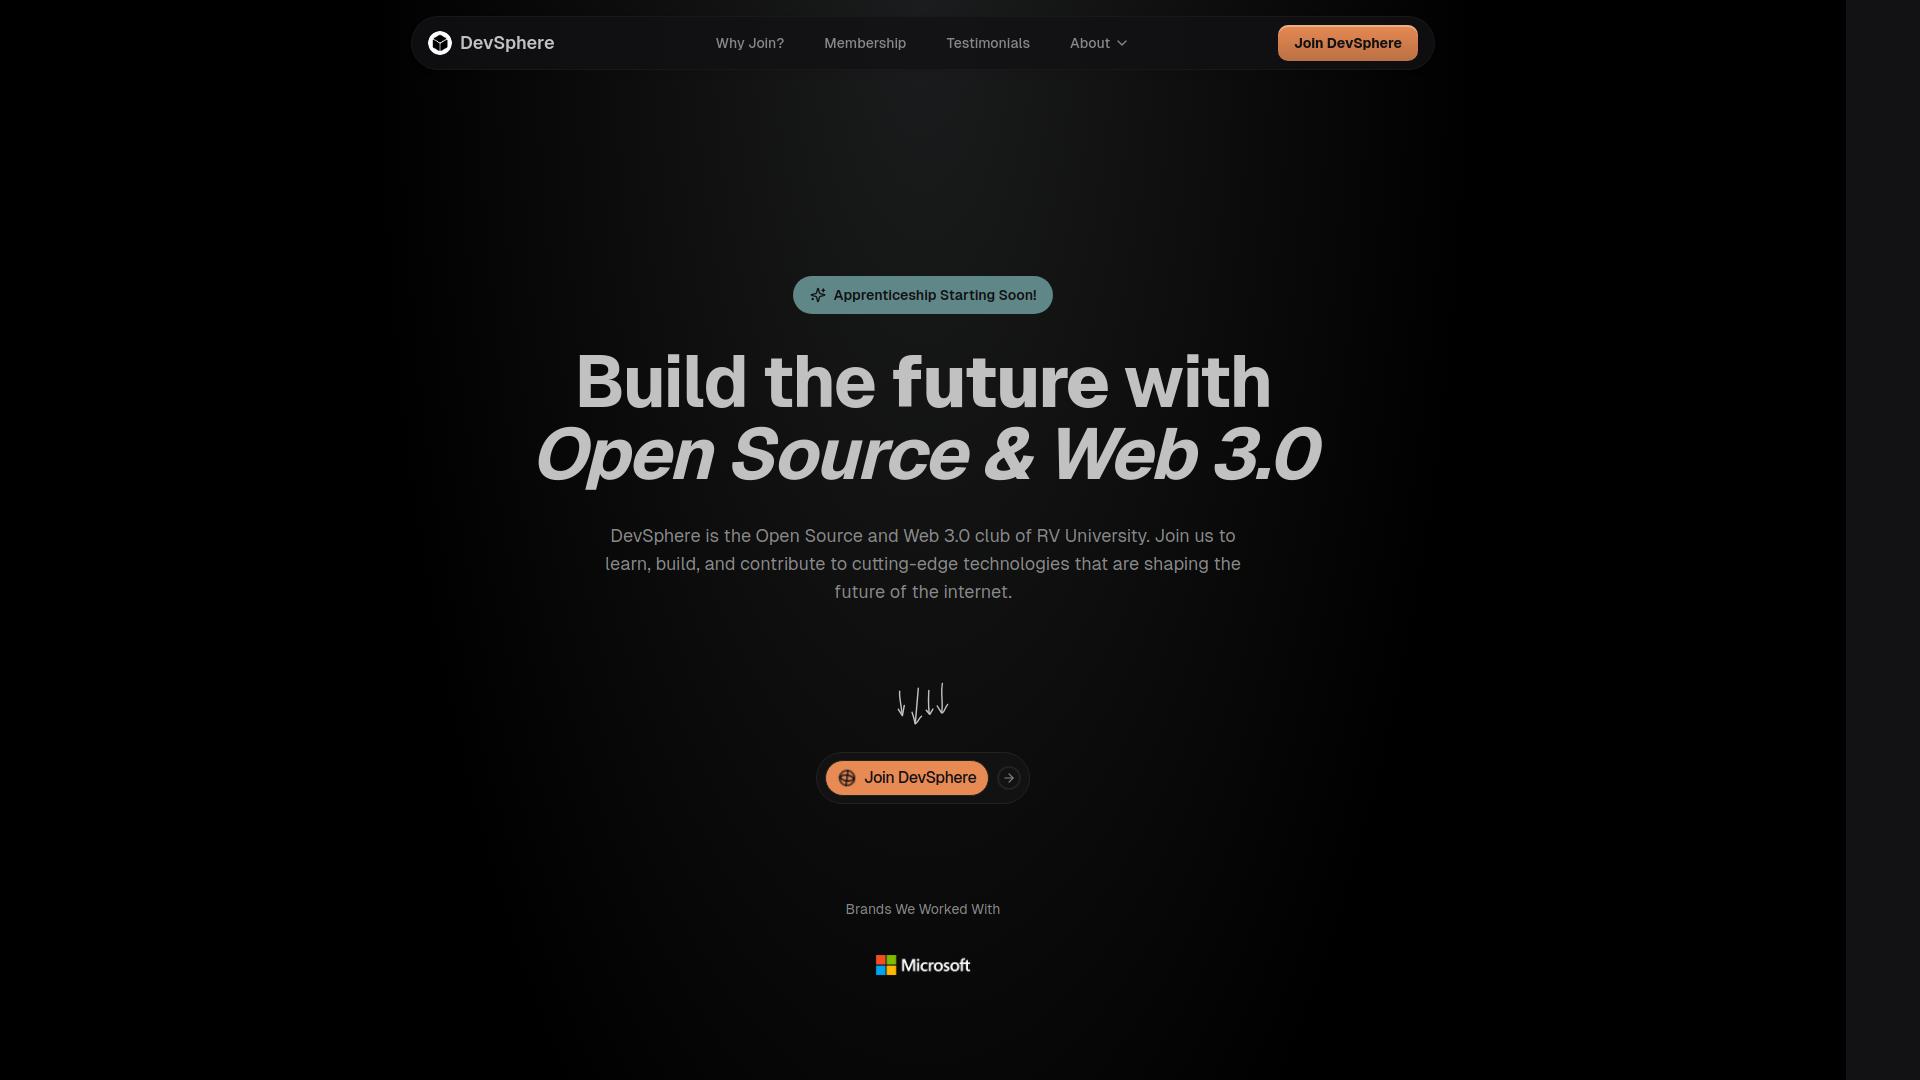 DevSphere
Why Join?
Membership
Testimonials
About
Join DevSphere
Apprenticeship Starting Soon!
Build the future with
Open Source & Web 3.0
DevSphere is the Open Source and Web 3.0 club of RV University. Join us to
learn, build, and contribute to cutting-edge technologies that are shaping the
future of the internet.
Join DevSphere
Brands We Worked With
Microsoft